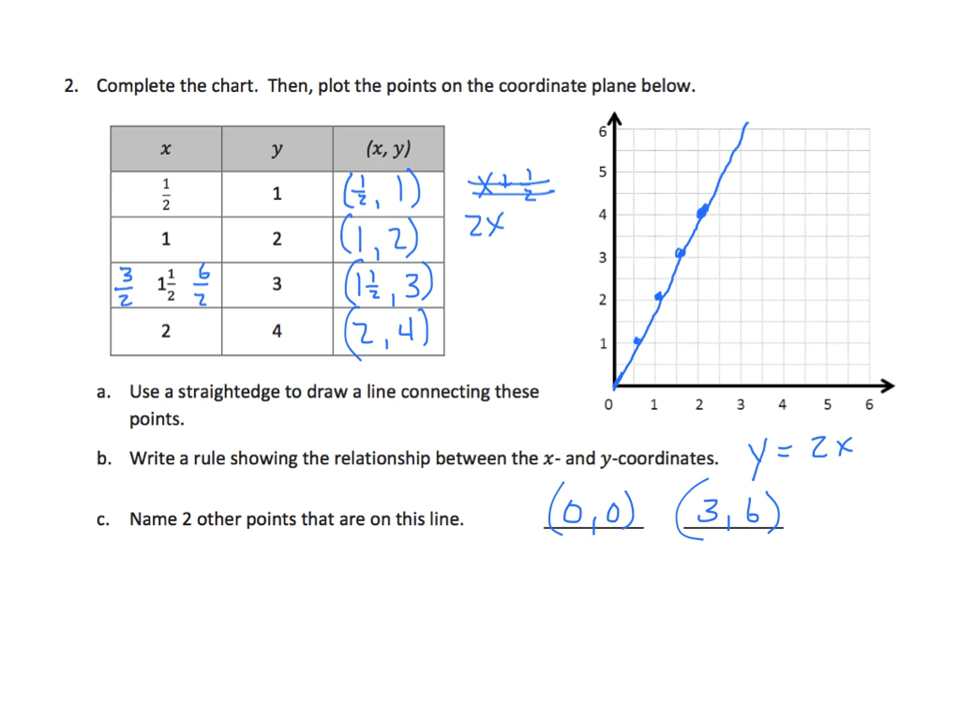 2. Complete the chart. Then, plot the points on the coordinate plane below.
x y (x, y)
1/2 1 (1/2, 1) x + 1/2
1 2 (1, 2) 2x
3/2 1 1/2 6/2 3 (1 1/2, 3)
2 4 (2, 4)
6
5
4
3
2
1
0 1 2 3 4 5 6
a. Use a straightedge to draw a line connecting these
points.
b. Write a rule showing the relationship between the x- and y-coordinates. y = 2x
c. Name 2 other points that are on this line. (0,0) (3,6)